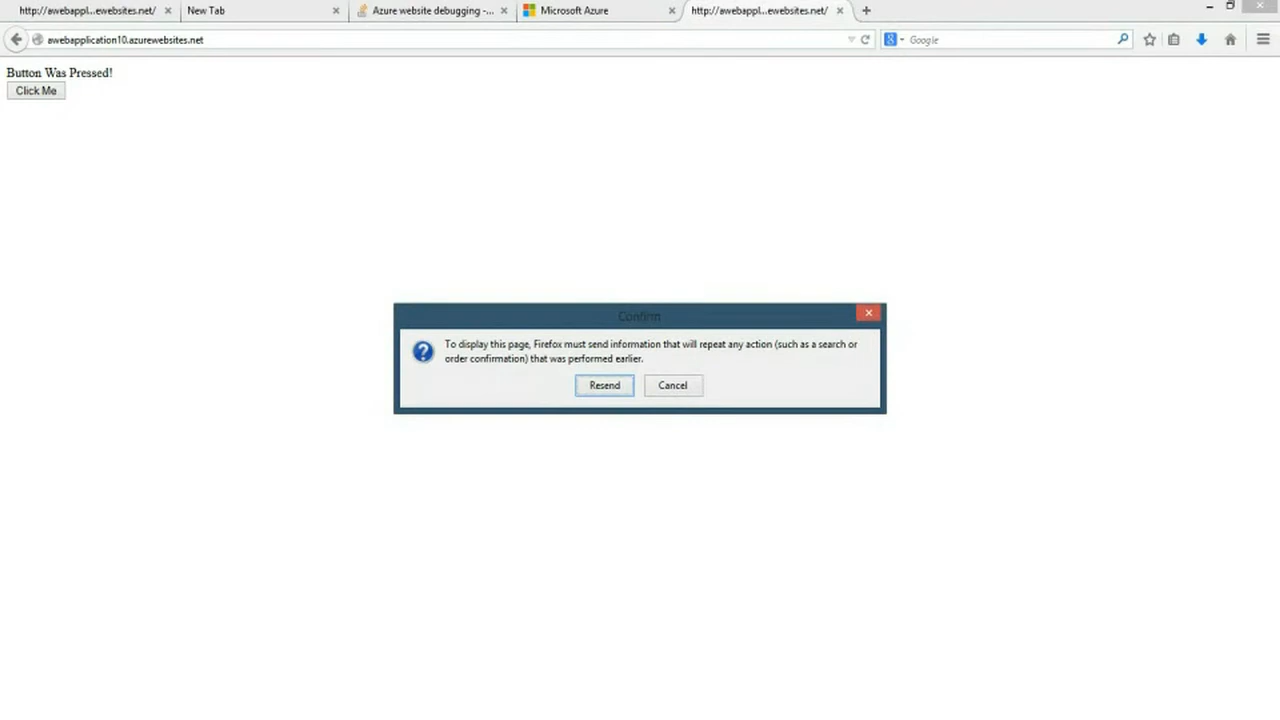 http://awebappl...ewebsites.net/
New Tab
Azure website debugging -...
Microsoft Azure
http://awebappl...ewebsites.net/
awebapplication10.azurewebsites.net
Google
Button Was Pressed!
Click Me
Confirm
To display this page, Firefox must send information that will repeat any action (such as a search or
order confirmation) that was performed earlier.
Resend
Cancel